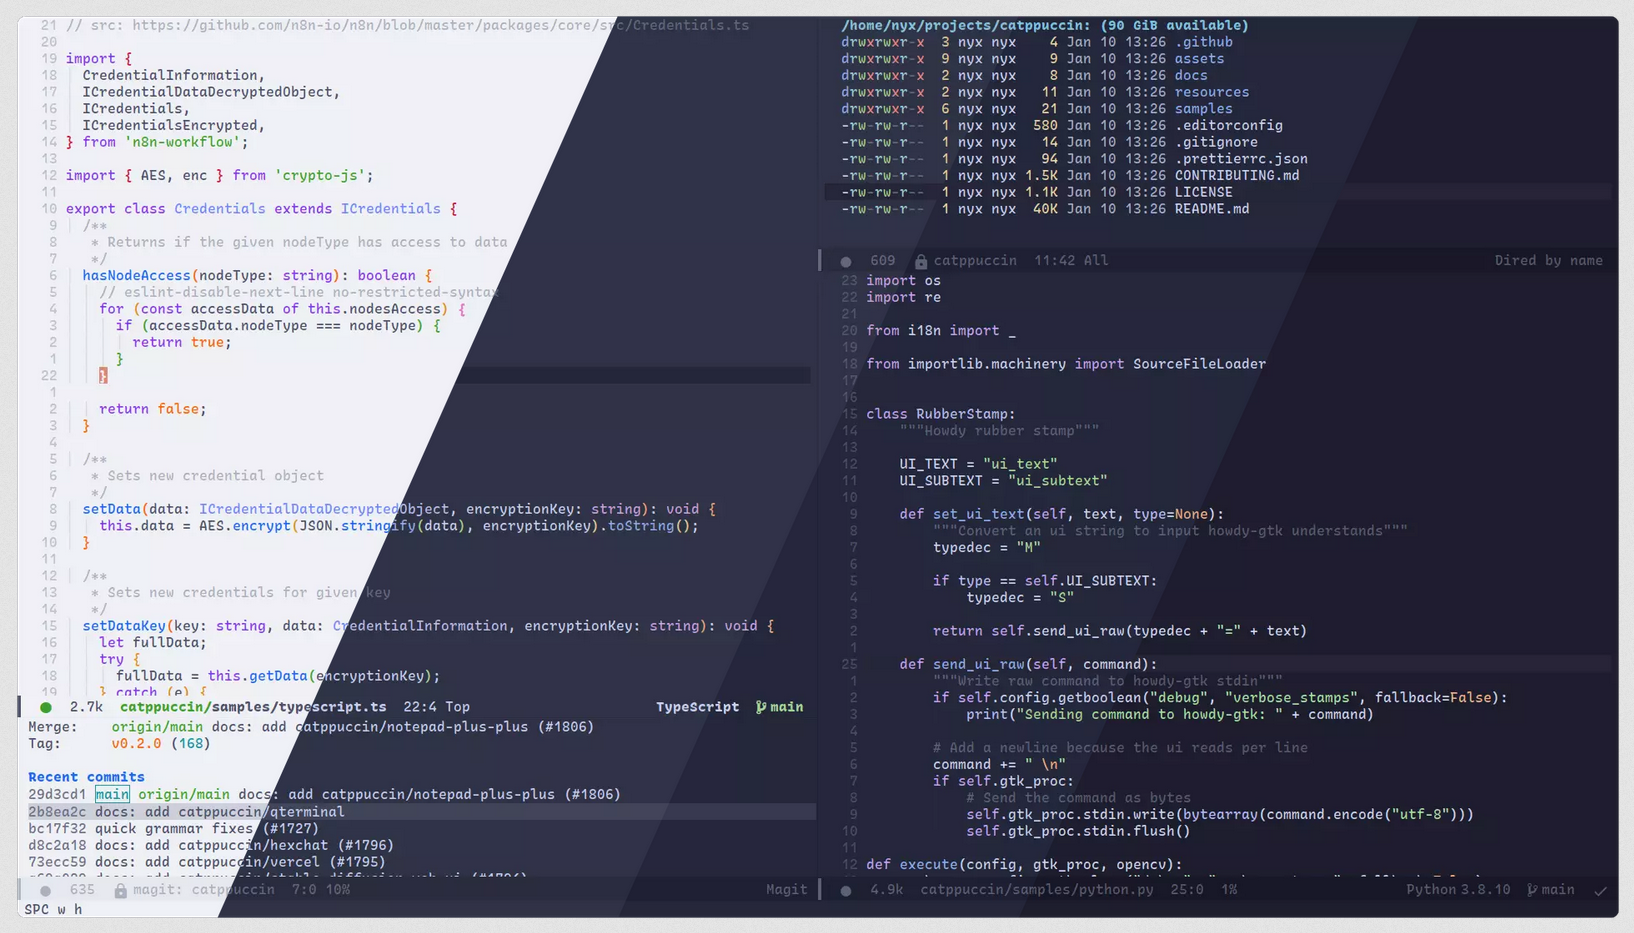 21 // src: https://github.com/n8n-io/n8n/blob/master/packages/core/src/Credentials.ts
20
19 import {
18   CredentialInformation,
17   ICredentialDataDecryptedObject,
16   ICredentials,
15   ICredentialsEncrypted,
14 } from 'n8n-workflow';
13
12 import { AES, enc } from 'crypto-js';
11
10 export class Credentials extends ICredentials {
9   /**
8    * Returns if the given nodeType has access to data
7    */
6   hasNodeAccess(nodeType: string): boolean {
5     // eslint-disable-next-line no-restricted-syntax
4     for (const accessData of this.nodesAccess) {
3       if (accessData.nodeType === nodeType) {
2         return true;
1       }
22     }
1
2     return false;
3   }
4
5   /**
6    * Sets new credential object
7    */
8   setData(data: ICredentialDataDecryptedObject, encryptionKey: string): void {
9     this.data = AES.encrypt(JSON.stringify(data), encryptionKey).toString();
10   }
11
12   /**
13    * Sets new credentials for given key
14    */
15   setDataKey(key: string, data: CredentialInformation, encryptionKey: string): void {
16     let fullData;
17     try {
18       fullData = this.getData(encryptionKey);
19     } catch (e) {
2.7k catppuccin/samples/typescript.ts 22:4 Top TypeScript main
Merge:    origin/main docs: add catppuccin/notepad-plus-plus (#1806)
Tag:      v0.2.0 (168)
Recent commits
29d3cd1 main origin/main docs: add catppuccin/notepad-plus-plus (#1806)
2b8ea2c docs: add catppuccin/qterminal
bc17f32 quick grammar fixes (#1727)
d8c2a18 docs: add catppuccin/hexchat (#1796)
73ecc59 docs: add catppuccin/vercel (#1795)
635 magit: catppuccin 7:0 10% Magit
SPC w h
/home/nyx/projects/catppuccin: (90 GiB available)
drwxrwxr-x  3 nyx nyx    4 Jan 10 13:26 .github
drwxrwxr-x  9 nyx nyx    9 Jan 10 13:26 assets
drwxrwxr-x  2 nyx nyx    8 Jan 10 13:26 docs
drwxrwxr-x  2 nyx nyx   11 Jan 10 13:26 resources
drwxrwxr-x  6 nyx nyx   21 Jan 10 13:26 samples
-rw-rw-r--  1 nyx nyx  580 Jan 10 13:26 .editorconfig
-rw-rw-r--  1 nyx nyx   14 Jan 10 13:26 .gitignore
-rw-rw-r--  1 nyx nyx   94 Jan 10 13:26 .prettierrc.json
-rw-rw-r--  1 nyx nyx 1.5K Jan 10 13:26 CONTRIBUTING.md
-rw-rw-r--  1 nyx nyx 1.1K Jan 10 13:26 LICENSE
-rw-rw-r--  1 nyx nyx  40K Jan 10 13:26 README.md
609 catppuccin 11:42 All Dired by name
23 import os
22 import re
21
20 from i18n import _
19
18 from importlib.machinery import SourceFileLoader
17
16
15 class RubberStamp:
14     """Howdy rubber stamp"""
13
12     UI_TEXT = "ui_text"
11     UI_SUBTEXT = "ui_subtext"
10
9     def set_ui_text(self, text, type=None):
8         """Convert an ui string to input howdy-gtk understands"""
7         typedec = "M"
6
5         if type == self.UI_SUBTEXT:
4             typedec = "S"
3
2         return self.send_ui_raw(typedec + "=" + text)
1
25     def send_ui_raw(self, command):
1         """Write raw command to howdy-gtk stdin"""
2         if self.config.getboolean("debug", "verbose_stamps", fallback=False):
3             print("Sending command to howdy-gtk: " + command)
4
5         # Add a newline because the ui reads per line
6         command += " \n"
7         if self.gtk_proc:
8             # Send the command as bytes
9             self.gtk_proc.stdin.write(bytearray(command.encode("utf-8")))
10             self.gtk_proc.stdin.flush()
11
12 def execute(config, gtk_proc, opencv):
4.9k catppuccin/samples/python.py 25:0 1% Python 3.8.10 main